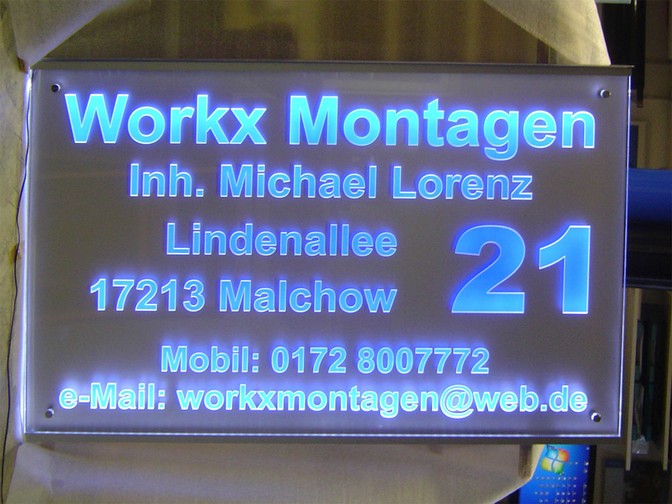 Workx Montagen
Inh. Michael Lorenz
Lindenallee 21
17213 Malchow
Mobil: 0172 8007772
e-Mail: workxmontagen@web.de